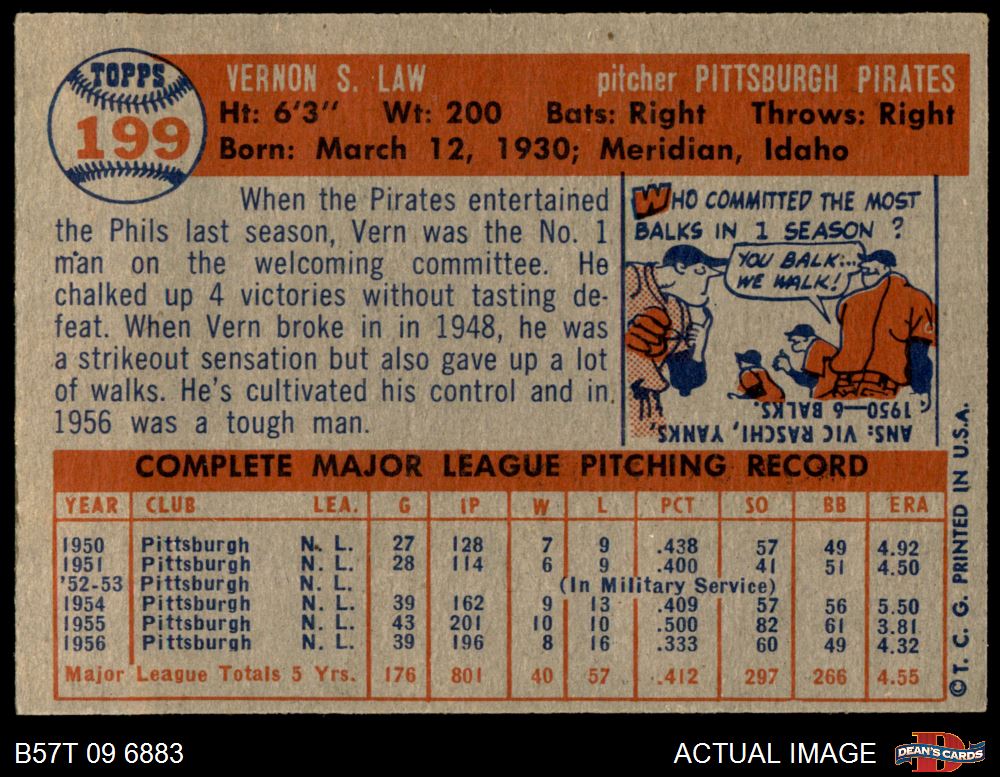 TOPPS
199
VERNON S. LAW pitcher PITTSBURGH PIRATES
Ht: 6'3" Wt: 200 Bats: Right Throws: Right
Born: March 12, 1930; Meridian, Idaho
When the Pirates entertained
the Phils last season, Vern was the No. 1
man on the welcoming committee. He
chalked up 4 victories without tasting de-
feat. When Vern broke in in 1948, he was
a strikeout sensation but also gave up a lot
of walks. He's cultivated his control and in
1956 was a tough man.
WHO COMMITTED THE MOST
BALKS IN 1 SEASON ?
YOU BALK...
WE WALK!
ANS: VIC RASCHI, YANKS,
1950—6 BALKS.
COMPLETE MAJOR LEAGUE PITCHING RECORD
YEAR CLUB LEA. G IP W L PCT SO BB ERA
1950 Pittsburgh N. L. 27 128 7 9 .438 57 49 4.92
1951 Pittsburgh N. L. 28 114 6 9 .400 41 51 4.50
'52-53 Pittsburgh N. L. (In Military Service)
1954 Pittsburgh N. L. 39 162 9 13 .409 57 56 5.50
1955 Pittsburgh N. L. 43 201 10 10 .500 82 61 3.81
1956 Pittsburgh N. L. 39 196 8 16 .333 60 49 4.32
Major League Totals 5 Yrs. 176 801 40 57 .412 297 266 4.55
© T. C. G. PRINTED IN U.S.A.
B57T 09 6883 ACTUAL IMAGE
DEAN'S CARDS